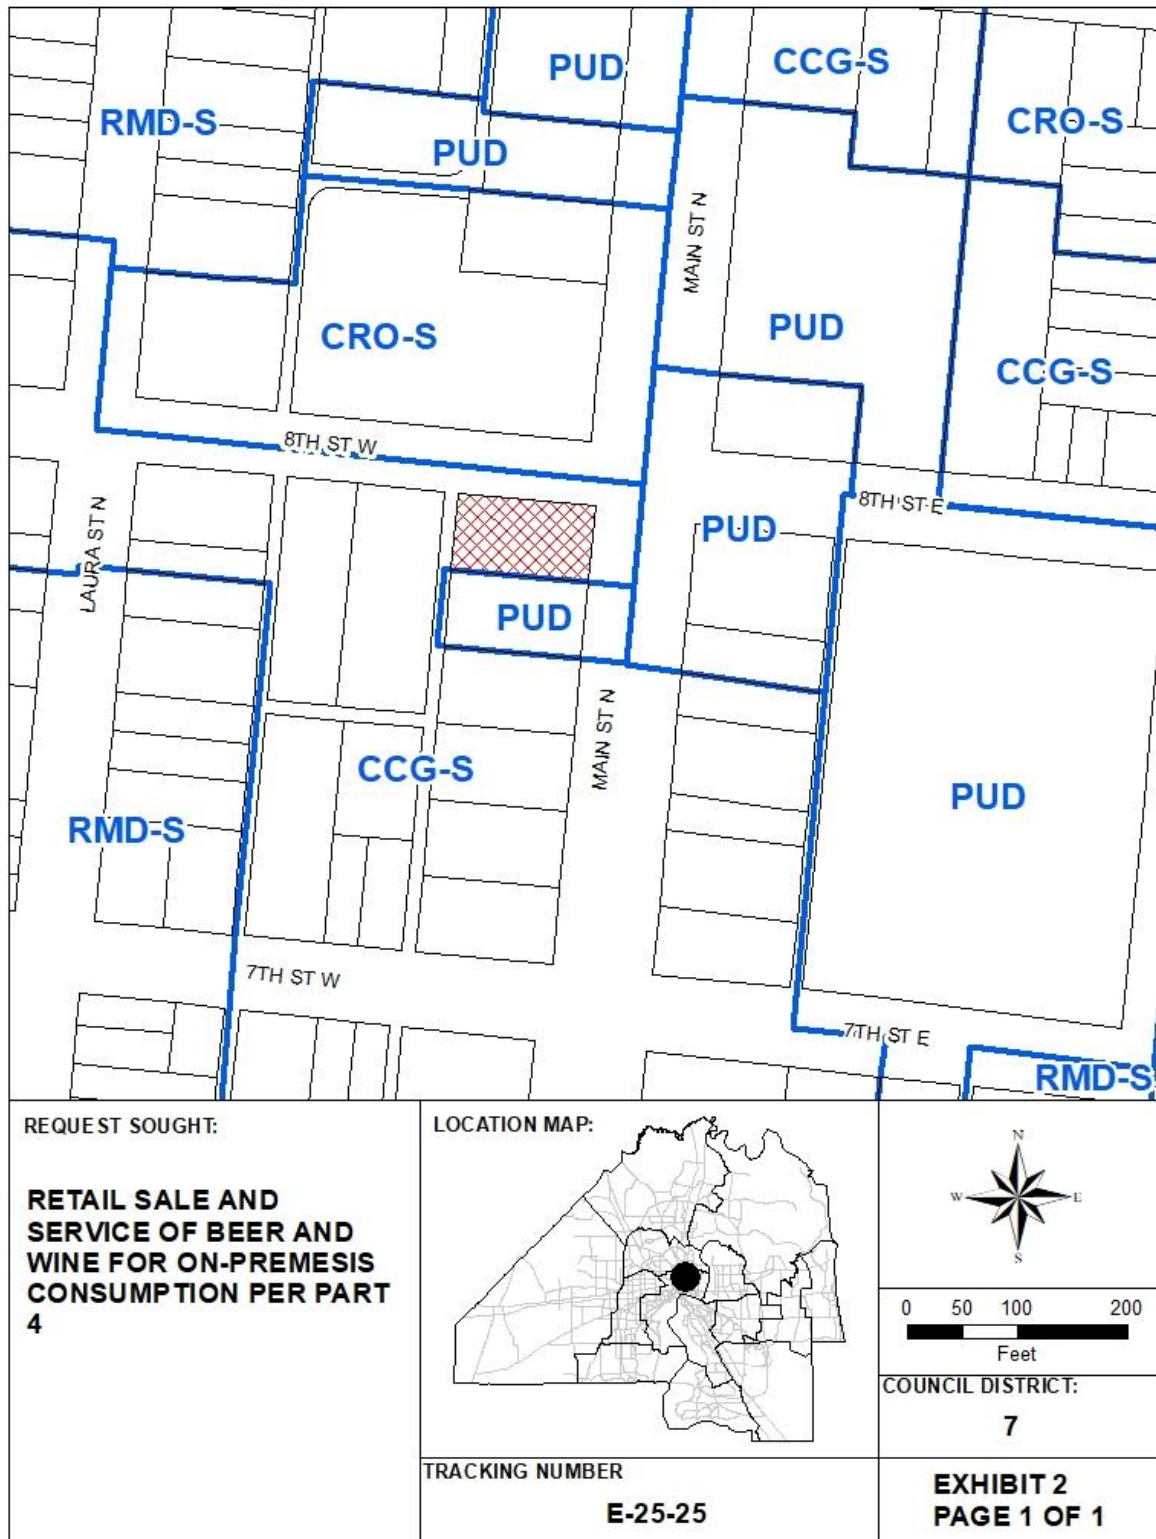 PUD
CCG-S
RMD-S
CRO-S
PUD
MAIN ST N
CRO-S
PUD
CCG-S
8TH ST W
LAURA ST N
8TH ST E
PUD
PUD
MAIN ST N
CCG-S
PUD
RMD-S
7TH ST W
7TH ST E
RMD-S
REQUEST SOUGHT:
RETAIL SALE AND
SERVICE OF BEER AND
WINE FOR ON-PREMESIS
CONSUMPTION PER PART
4
LOCATION MAP:
N
W E
S
0 50 100 200
Feet
COUNCIL DISTRICT:
7
TRACKING NUMBER
E-25-25
EXHIBIT 2
PAGE 1 OF 1